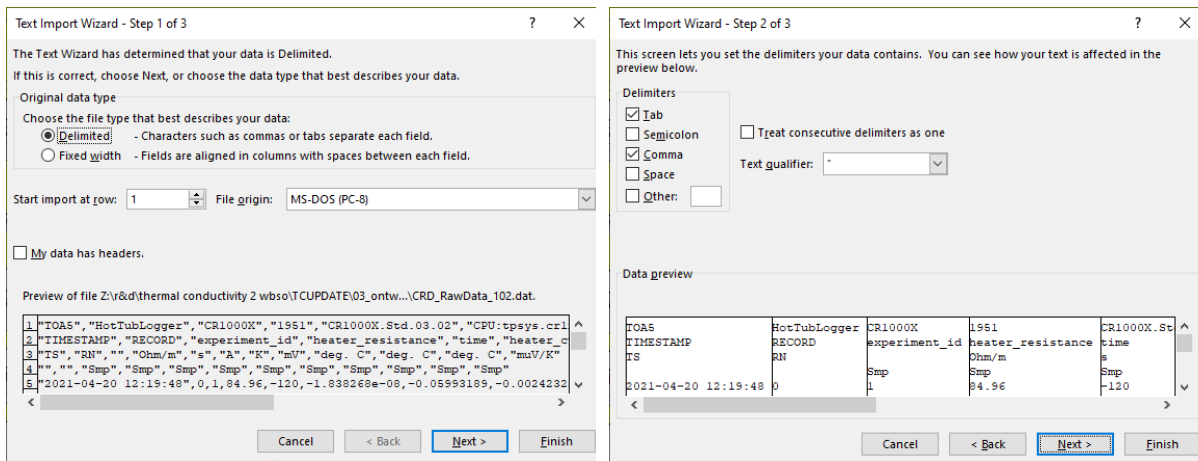 Text Import Wizard - Step 1 of 3
The Text Wizard has determined that your data is Delimited.
If this is correct, choose Next, or choose the data type that best describes your data.
Original data type
Choose the file type that best describes your data:
Delimited - Characters such as commas or tabs separate each field.
Fixed width - Fields are aligned in columns with spaces between each field.
Start import at row: 1 File origin: MS-DOS (PC-8)
My data has headers.
Preview of file Z:\r&d\thermal conductivity 2 wbso\TCUPDATE\03_ontw...\CRD_RawData_102.dat.
1 "TOA5","HotTubLogger","CR1000X","1951","CR1000X.Std.03.02","CPU:tpsys.cr1
2 "TIMESTAMP","RECORD","experiment_id","heater_resistance","time","heater_c
3 "TS","RN","","Ohm/m","s","A","K","mV","deg. C","deg. C","deg. C","muV/K"
4 "","","Smp","Smp","Smp","Smp","Smp","Smp","Smp","Smp","Smp","Smp"
5 "2021-04-20 12:19:48",0,1,84.96,-120,-1.838268e-08,-0.05993189,-0.0024232
Cancel < Back Next > Finish
Text Import Wizard - Step 2 of 3
This screen lets you set the delimiters your data contains. You can see how your text is affected in the
preview below.
Delimiters
Tab
Semicolon
Comma
Space
Other:
Treat consecutive delimiters as one
Text qualifier: "
Data preview
TOA5 HotTubLogger CR1000X 1951 CR1000X.St
TIMESTAMP RECORD experiment_id heater_resistance time
TS RN Ohm/m s
Smp Smp Smp
2021-04-20 12:19:48 0 1 84.96 -120
Cancel < Back Next > Finish